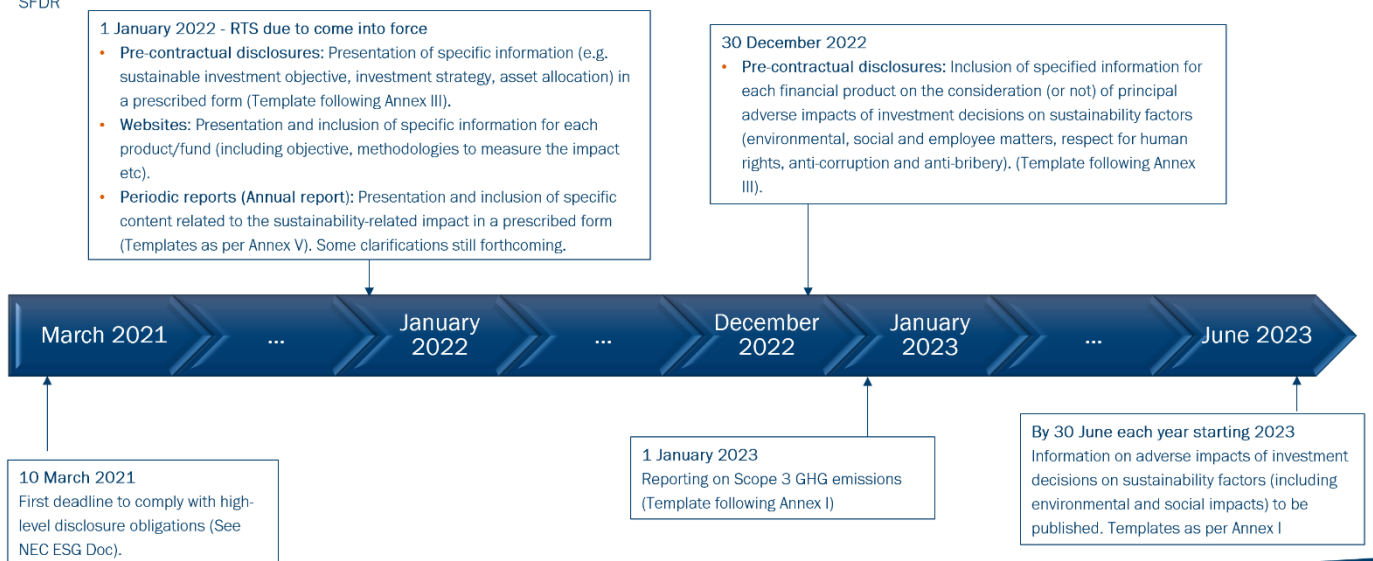 SFDR
1 January 2022 - RTS due to come into force
• Pre-contractual disclosures: Presentation of specific information (e.g.
sustainable investment objective, investment strategy, asset allocation) in
a prescribed form (Template following Annex III).
• Websites: Presentation and inclusion of specific information for each
product/fund (including objective, methodologies to measure the impact
etc).
• Periodic reports (Annual report): Presentation and inclusion of specific
content related to the sustainability-related impact in a prescribed form
(Templates as per Annex V). Some clarifications still forthcoming.
30 December 2022
• Pre-contractual disclosures: Inclusion of specified information for
each financial product on the consideration (or not) of principal
adverse impacts of investment decisions on sustainability factors
(environmental, social and employee matters, respect for human
rights, anti-corruption and anti-bribery). (Template following Annex
III).
March 2021
...
January
2022
...
December
2022
January
2023
...
June 2023
10 March 2021
First deadline to comply with high-
level disclosure obligations (See
NEC ESG Doc).
1 January 2023
Reporting on Scope 3 GHG emissions
(Template following Annex I)
By 30 June each year starting 2023
Information on adverse impacts of investment
decisions on sustainability factors (including
environmental and social impacts) to be
published. Templates as per Annex I